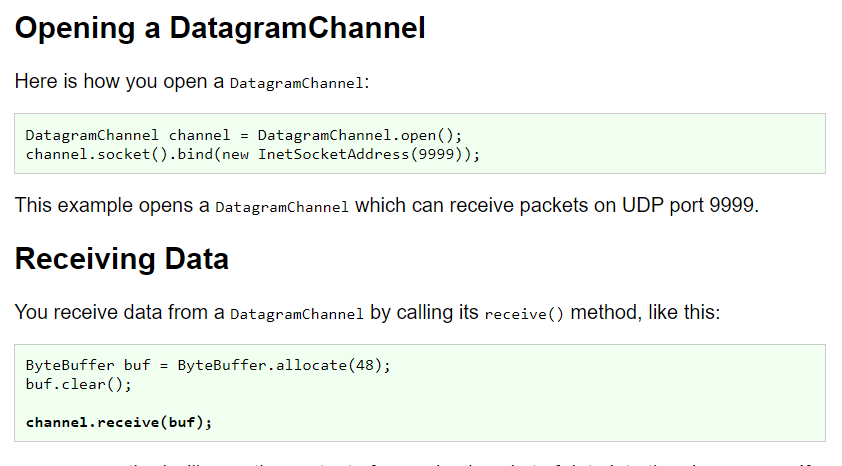 Opening a DatagramChannel
Here is how you open a DatagramChannel:
DatagramChannel channel = DatagramChannel.open();
channel.socket().bind(new InetSocketAddress(9999));
This example opens a DatagramChannel which can receive packets on UDP port 9999.
Receiving Data
You receive data from a DatagramChannel by calling its receive() method, like this:
ByteBuffer buf = ByteBuffer.allocate(48);
buf.clear();
channel.receive(buf);